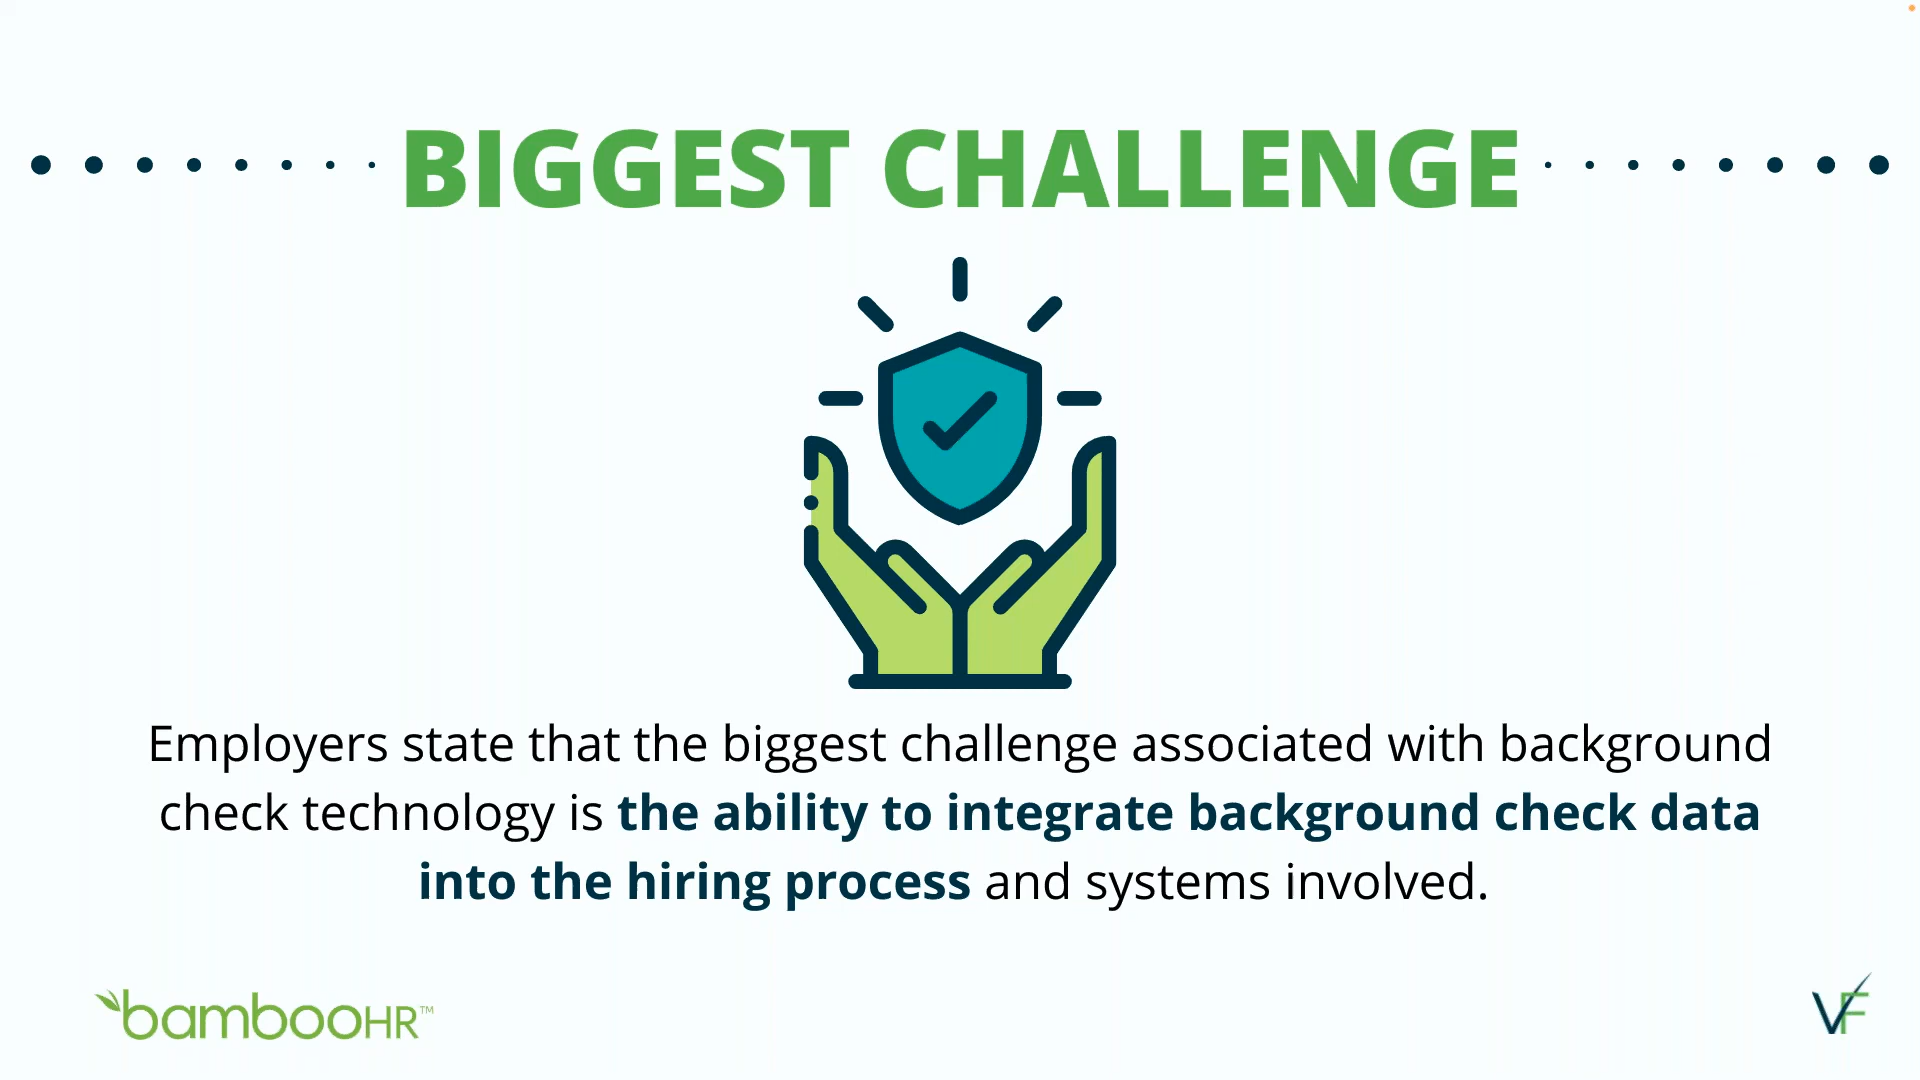 BIGGEST CHALLENGE
Employers state that the biggest challenge associated with background
check technology is the ability to integrate background check data
into the hiring process and systems involved.
bambooHR™
VF